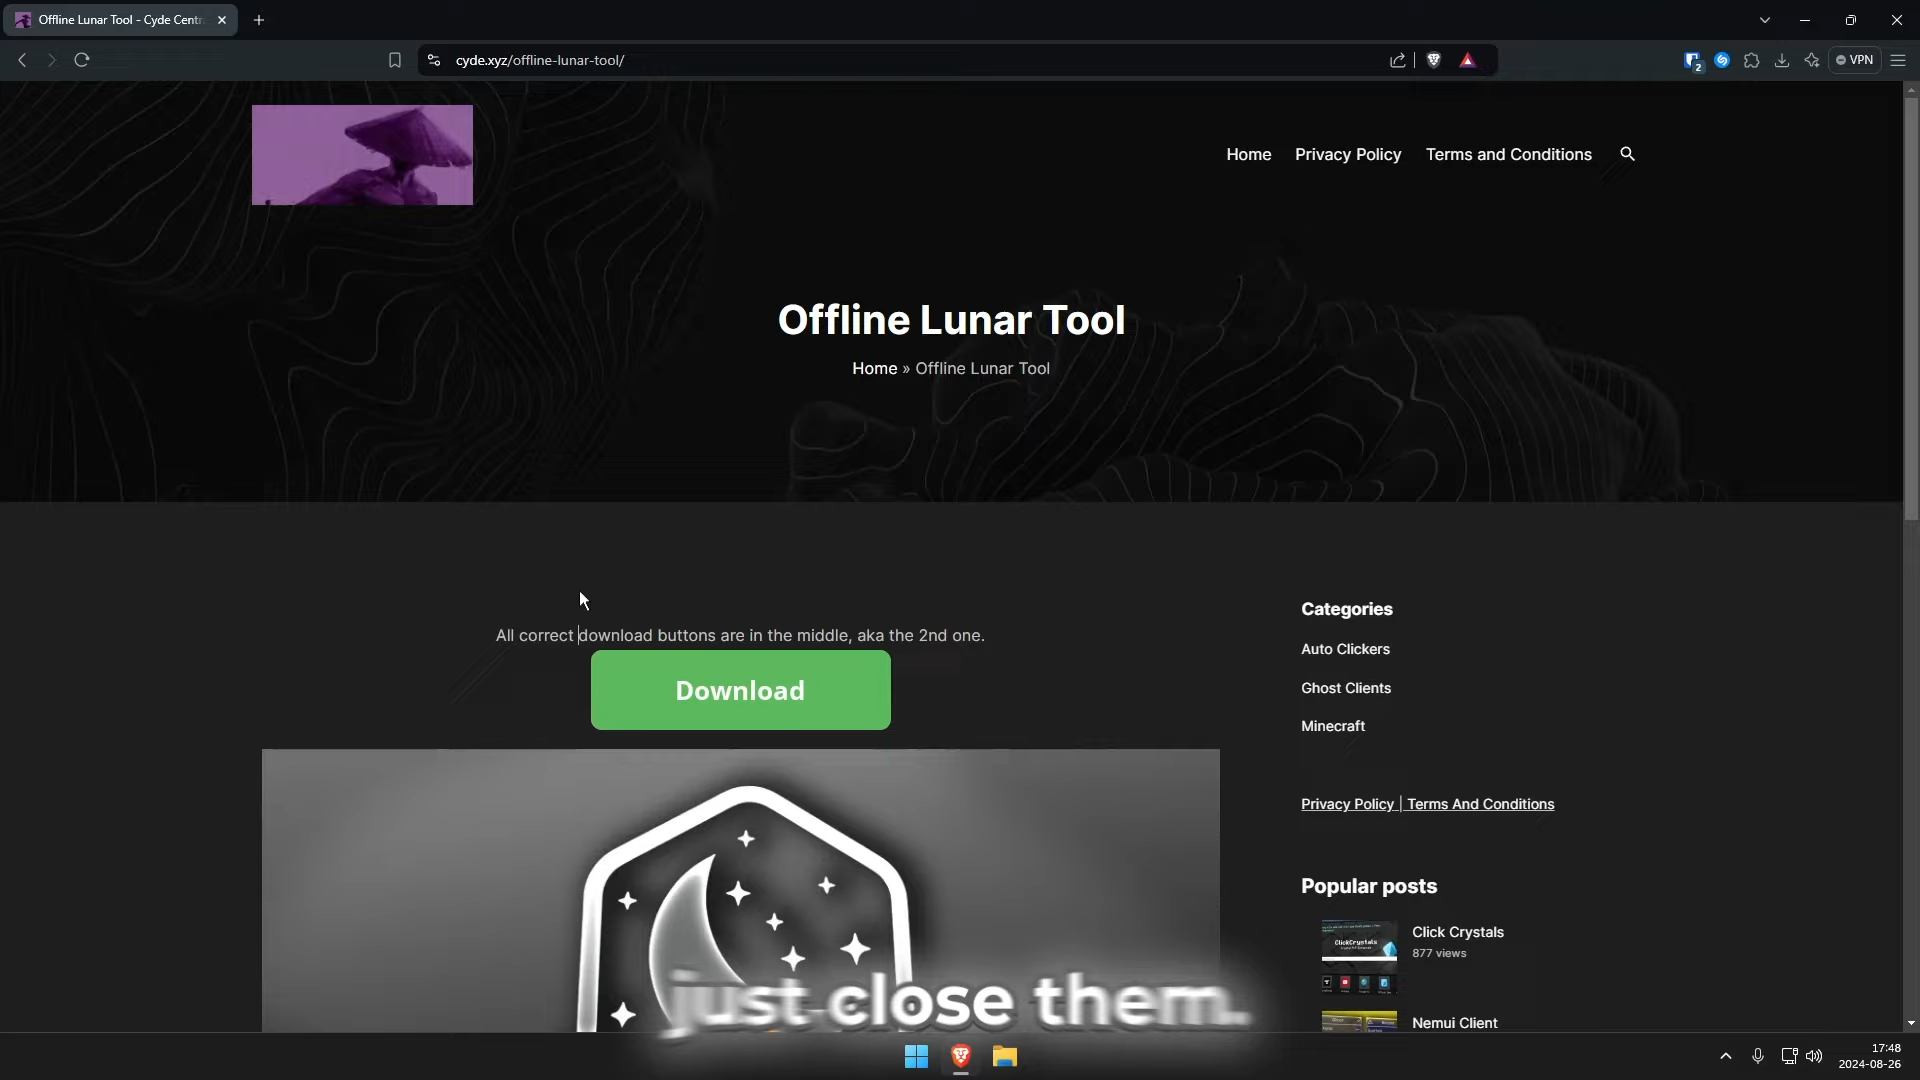 Offline Lunar Tool - Cyde Centr
cyde.xyz/offline-lunar-tool/
2
VPN
Home
Privacy Policy
Terms and Conditions
Offline Lunar Tool
Home » Offline Lunar Tool
All correct download buttons are in the middle, aka the 2nd one.
Download
Categories
Auto Clickers
Ghost Clients
Minecraft
Privacy Policy | Terms And Conditions
Popular posts
ClickCrystals
Click Crystals
877 views
Nemui Client
just close them.
17:48
2024-08-26